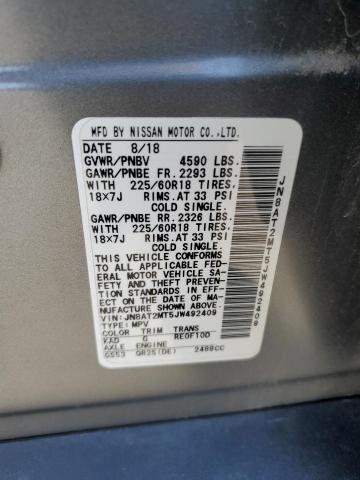 MFD BY NISSAN MOTOR CO.,LTD.
DATE 8/18
GVWR/PNBV 4590 LBS.
GAWR/PNBE FR.2293 LBS.
WITH 225/60R18 TIRES,
18x7J RIMS.AT 33 PSI
COLD SINGLE.
GAWR/PNBE RR.2326 LBS.
WITH 225/60R18 TIRES,
18x7J RIMS.AT 33 PSI
COLD SINGLE.
THIS VEHICLE CONFORMS
TO ALL APPLICABLE FED-
ERAL MOTOR VEHICLE SA-
FETY AND THEFT PREVEN-
TION STANDARDS IN EFF-
ECT ON THE DATE OF MA-
NUFACTURE SHOWN ABOVE.
VIN: JN8AT2MT5JW492409
TYPE:MPV
COLOR TRIM TRANS
KAD G RE0F10D
AXLE ENGINE
GS53 QR25(DE) 2488CC
JN8AT2MT5JW492409